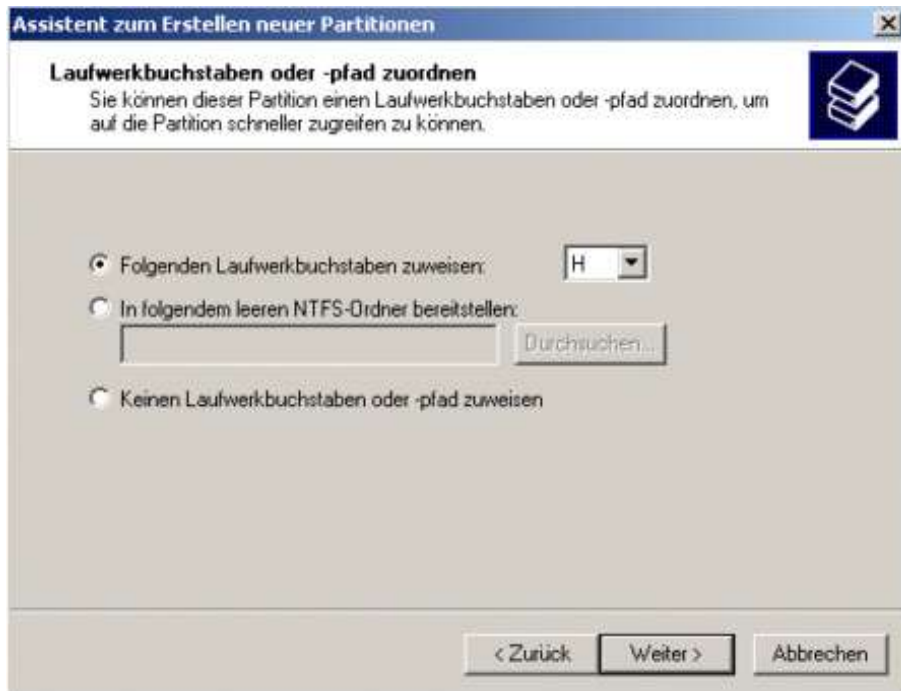 Assistent zum Erstellen neuer Partitionen
Laufwerkbuchstaben oder -pfad zuordnen
Sie können dieser Partition einen Laufwerkbuchstaben oder -pfad zuordnen, um
auf die Partition schneller zugreifen zu können.
Folgenden Laufwerkbuchstaben zuweisen: H
In folgendem leeren NTFS-Ordner bereitstellen:
Durchsuchen...
Keinen Laufwerkbuchstaben oder -pfad zuweisen
< Zurück Weiter > Abbrechen